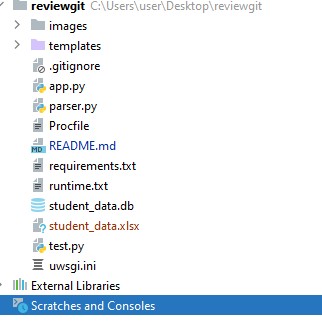 reviewgit C:\Users\user\Desktop\reviewgit
images
templates
.gitignore
app.py
parser.py
Procfile
README.md
requirements.txt
runtime.txt
student_data.db
student_data.xlsx
test.py
uwsgi.ini
External Libraries
Scratches and Consoles